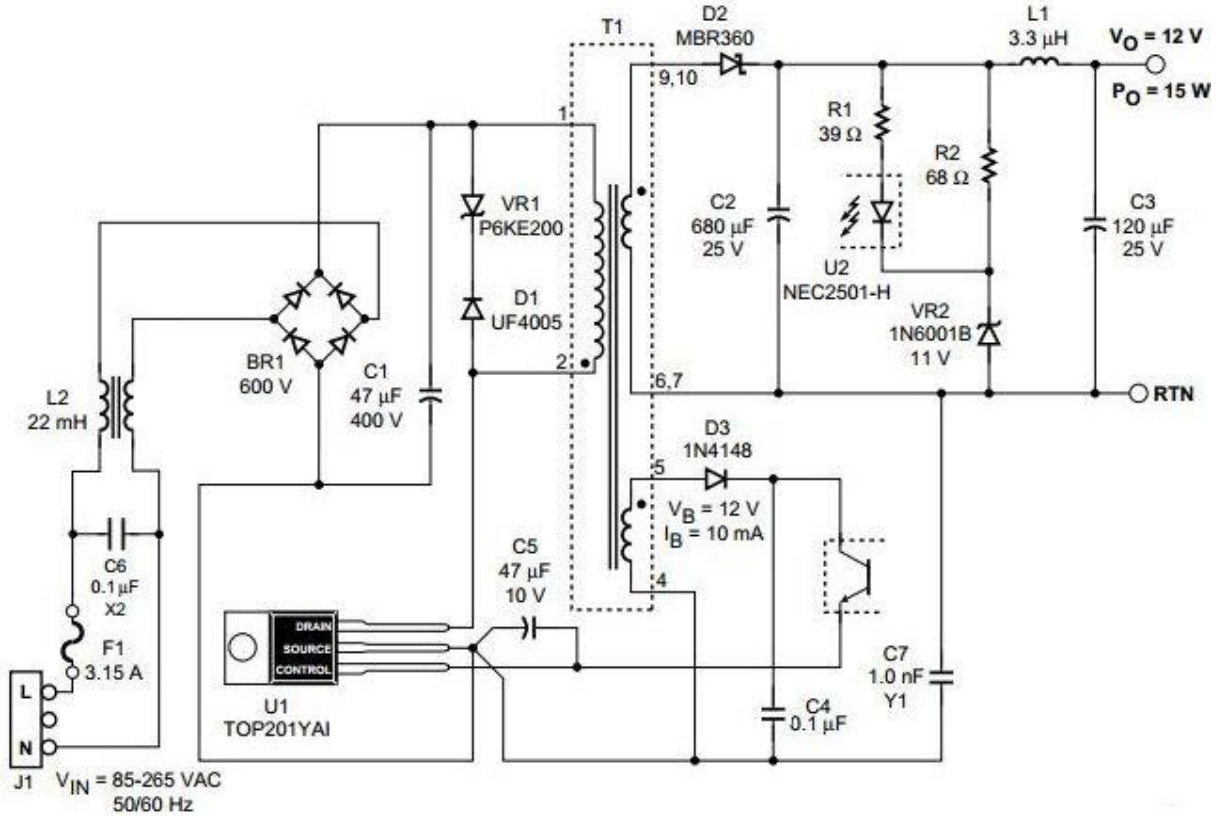 D2
MBR360
L1
3.3 µH
V_O = 12 V
P_O = 15 W
T1
9,10
1
R1
39 Ω
R2
68 Ω
VR1
P6KE200
C2
680 µF
25 V
C3
120 µF
25 V
U2
NEC2501-H
D1
UF4005
VR2
1N6001B
11 V
BR1
600 V
C1
47 µF
400 V
2
6,7
RTN
L2
22 mH
D3
1N4148
5
V_B = 12 V
I_B = 10 mA
C6
0.1 µF
X2
C5
47 µF
10 V
4
F1
3.15 A
DRAIN
SOURCE
CONTROL
C7
1.0 nF
Y1
L
N
U1
TOP201YAI
C4
0.1 µF
J1
V_IN = 85-265 VAC
50/60 Hz